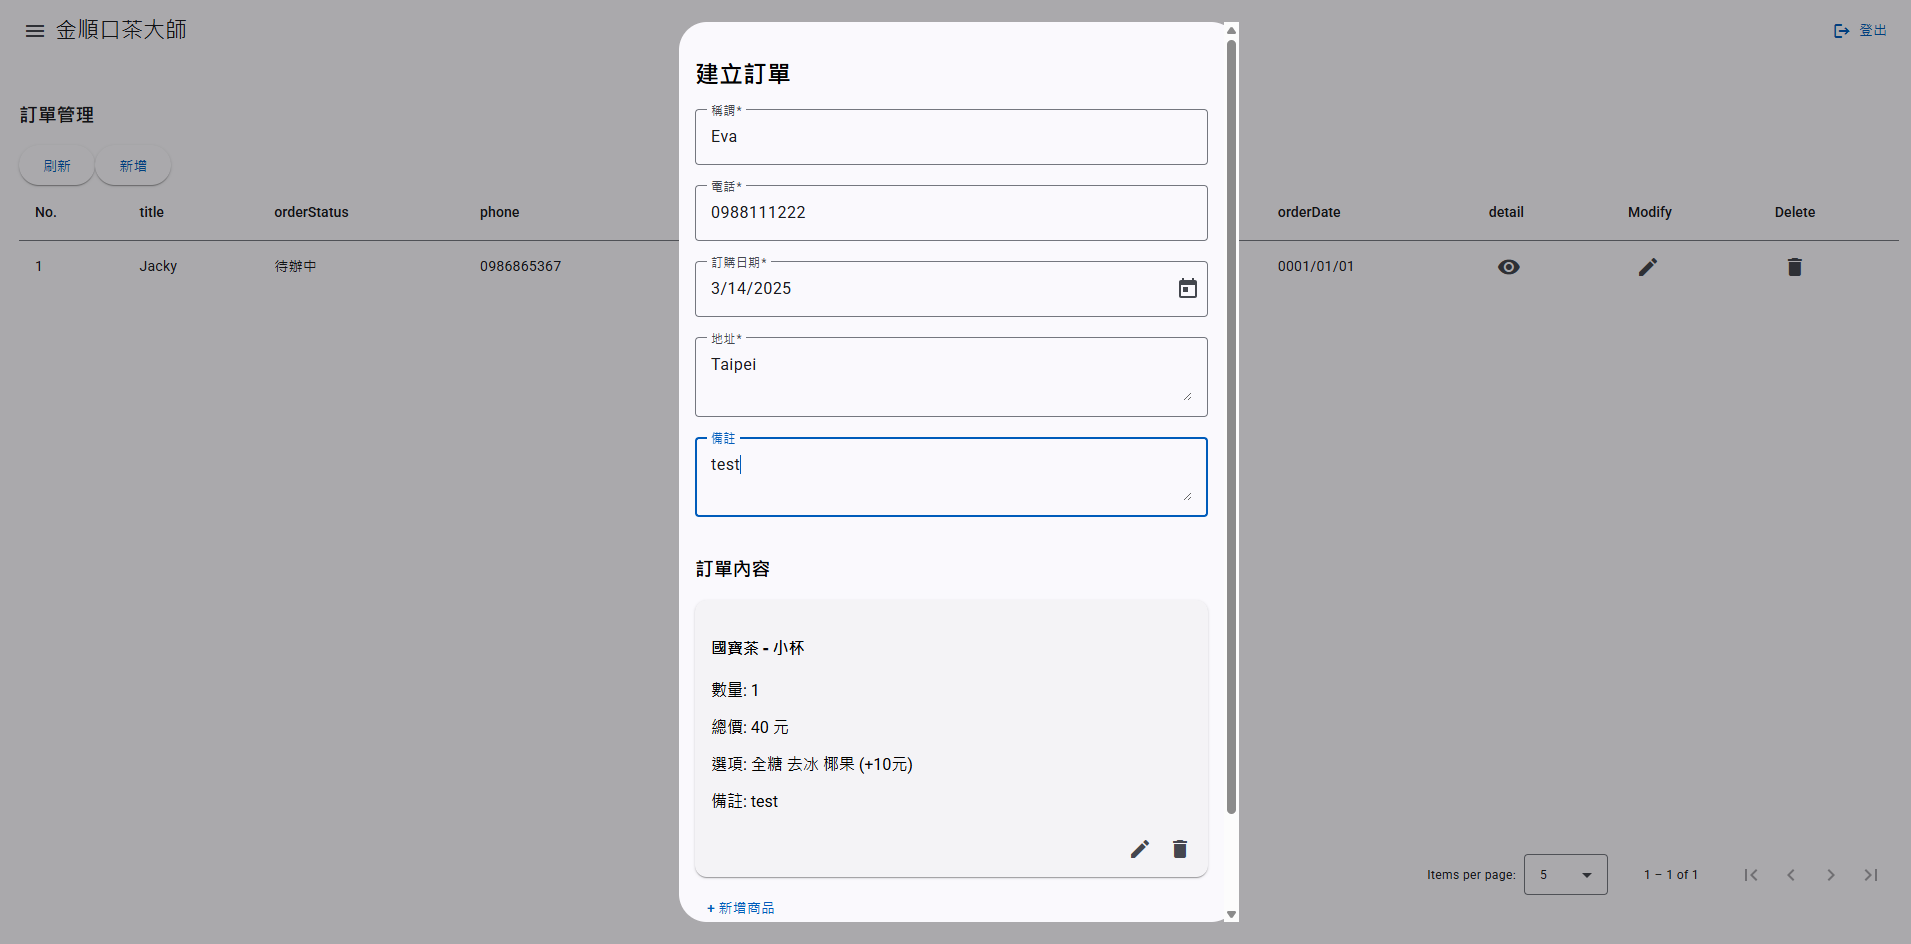 金順口茶大師
登出
訂單管理
刷新 新增
No. title orderStatus phone orderDate detail Modify Delete
1 Jacky 待辦中 0986865367 0001/01/01
建立訂單
稱謂*
Eva
電話*
0988111222
訂購日期*
3/14/2025
地址*
Taipei
備註
test
訂單內容
國寶茶 - 小杯
數量: 1
總價: 40 元
選項: 全糖 去冰 椰果 (+10元)
備註: test
+ 新增商品
Items per page: 5 1 – 1 of 1